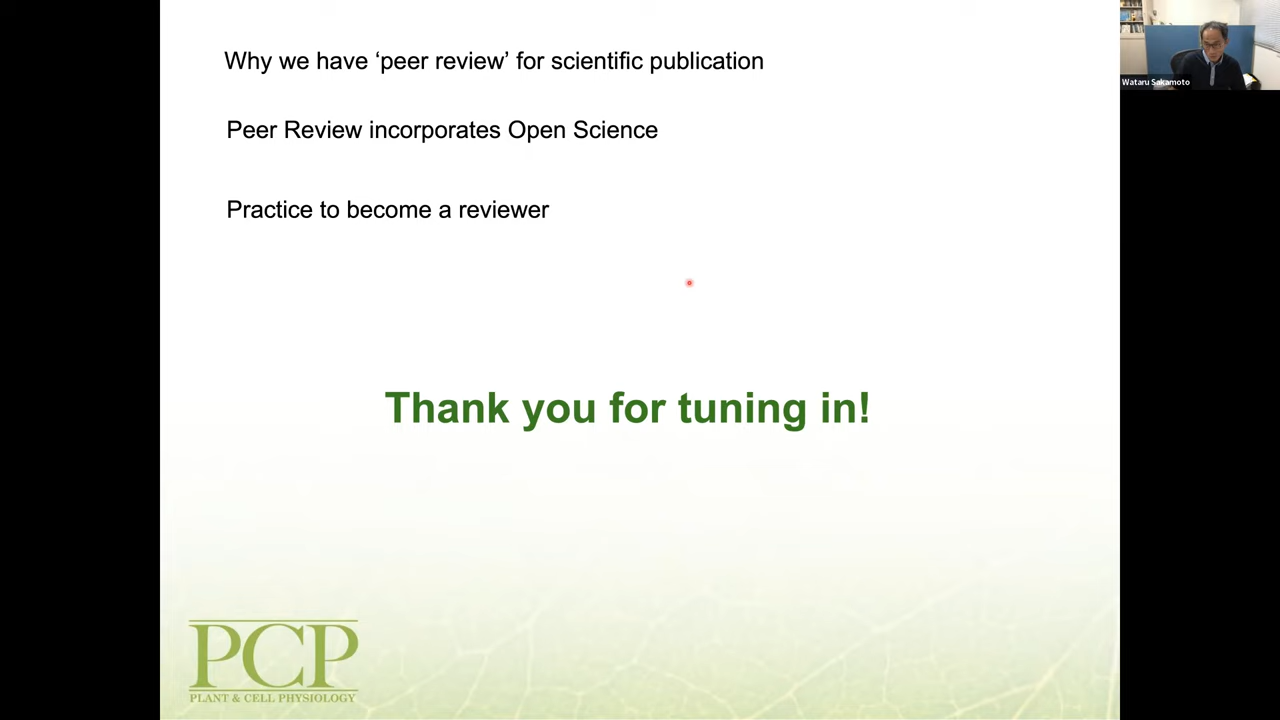 Why we have ‘peer review’ for scientific publication
Wataru Sakamoto
Peer Review incorporates Open Science
Practice to become a reviewer
Thank you for tuning in!
PCP
PLANT & CELL PHYSIOLOGY